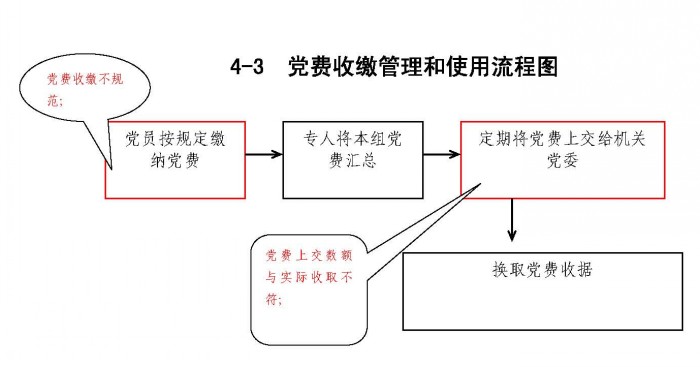 4-3 党费收缴管理和使用流程图
党费收缴不规
范;
党员按规定缴
纳党费
专人将本组党
费汇总
定期将党费上交给机关
党委
党费上交数额
与实际收取不
符;
换取党费收据